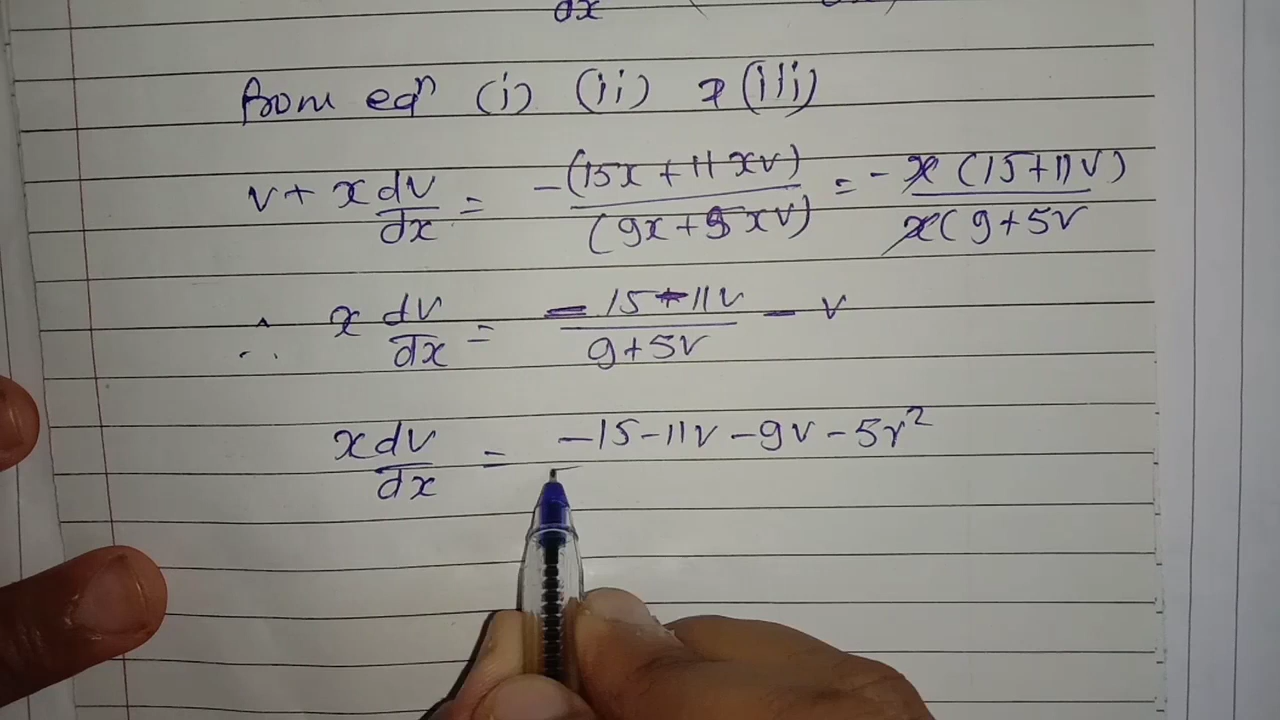 dx
from eqⁿ (i) (ii) & (iii)
v + x dv/dx = -(15x + 11xv)/(9x + 5xv) = -x(15+11v)/x(9+5v
∴ x dv/dx = -15-11v/9+5v - v
x dv/dx = -15-11v-9v-5v²